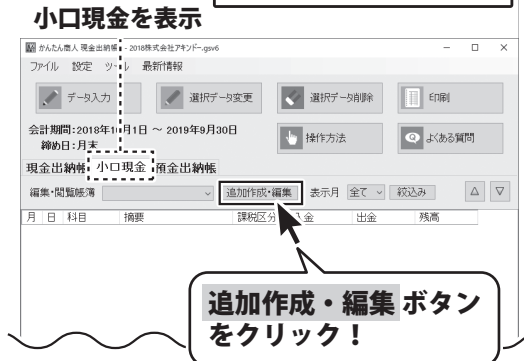 小口現金を表示
かんたん商人 現金出納帳 - 2018株式会社アキンドー.gsv6
ファイル 設定 ツール 最新情報
データ入力 選択データ変更 選択データ削除 印刷
会計期間:2018年10月1日 ～ 2019年9月30日
締め日:月末
操作方法 よくある質問
現金出納帳 小口現金 預金出納帳
編集・閲覧帳簿 追加作成・編集 表示月 全て 絞込み △ ▽
月 日 科目 摘要 課税区分 入金 出金 残高
追加作成・編集 ボタン
をクリック！